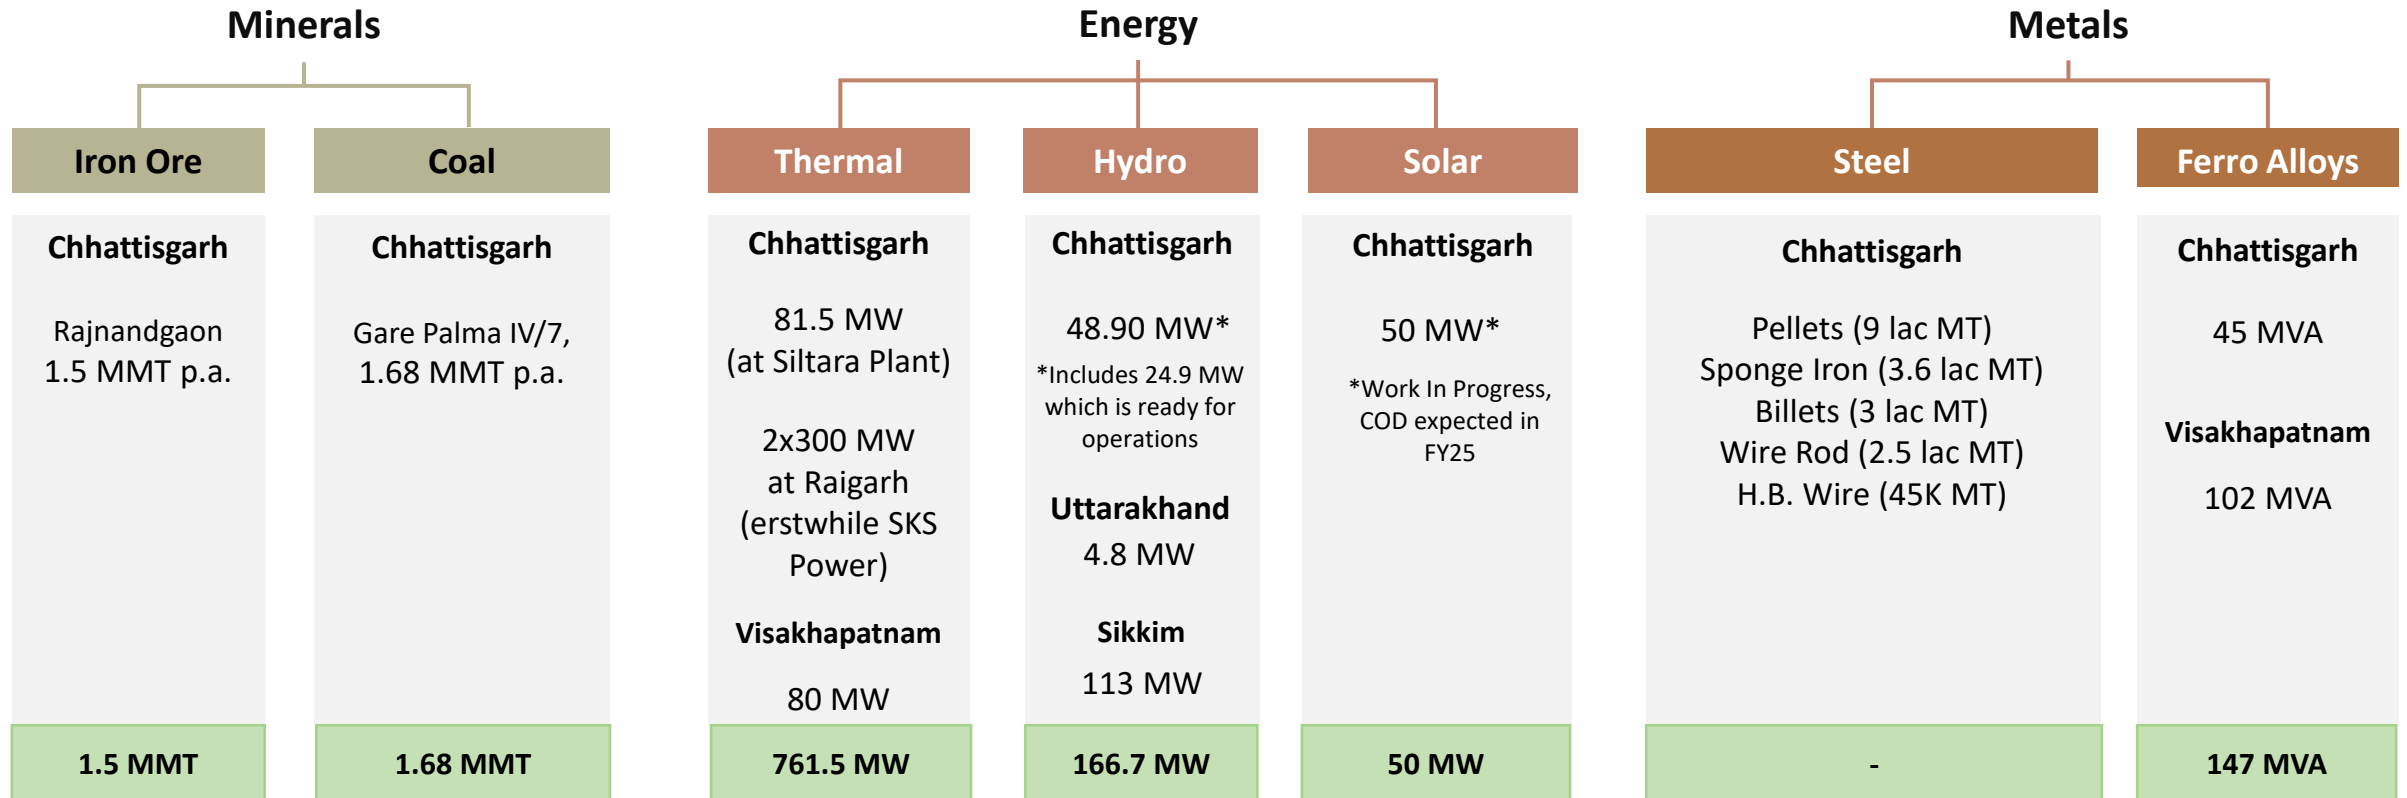 Minerals
Iron Ore
Chhattisgarh
Rajnandgaon
1.5 MMT p.a.
1.5 MMT
Coal
Chhattisgarh
Gare Palma IV/7,
1.68 MMT p.a.
1.68 MMT
Energy
Thermal
Chhattisgarh
81.5 MW
(at Siltara Plant)
2x300 MW
at Raigarh
(erstwhile SKS
Power)
Visakhapatnam
80 MW
761.5 MW
Hydro
Chhattisgarh
48.90 MW*
*Includes 24.9 MW
which is ready for
operations
Uttarakhand
4.8 MW
Sikkim
113 MW
166.7 MW
Solar
Chhattisgarh
50 MW*
*Work In Progress,
COD expected in
FY25
50 MW
Metals
Steel
Chhattisgarh
Pellets (9 lac MT)
Sponge Iron (3.6 lac MT)
Billets (3 lac MT)
Wire Rod (2.5 lac MT)
H.B. Wire (45K MT)
-
Ferro Alloys
Chhattisgarh
45 MVA
Visakhapatnam
102 MVA
147 MVA